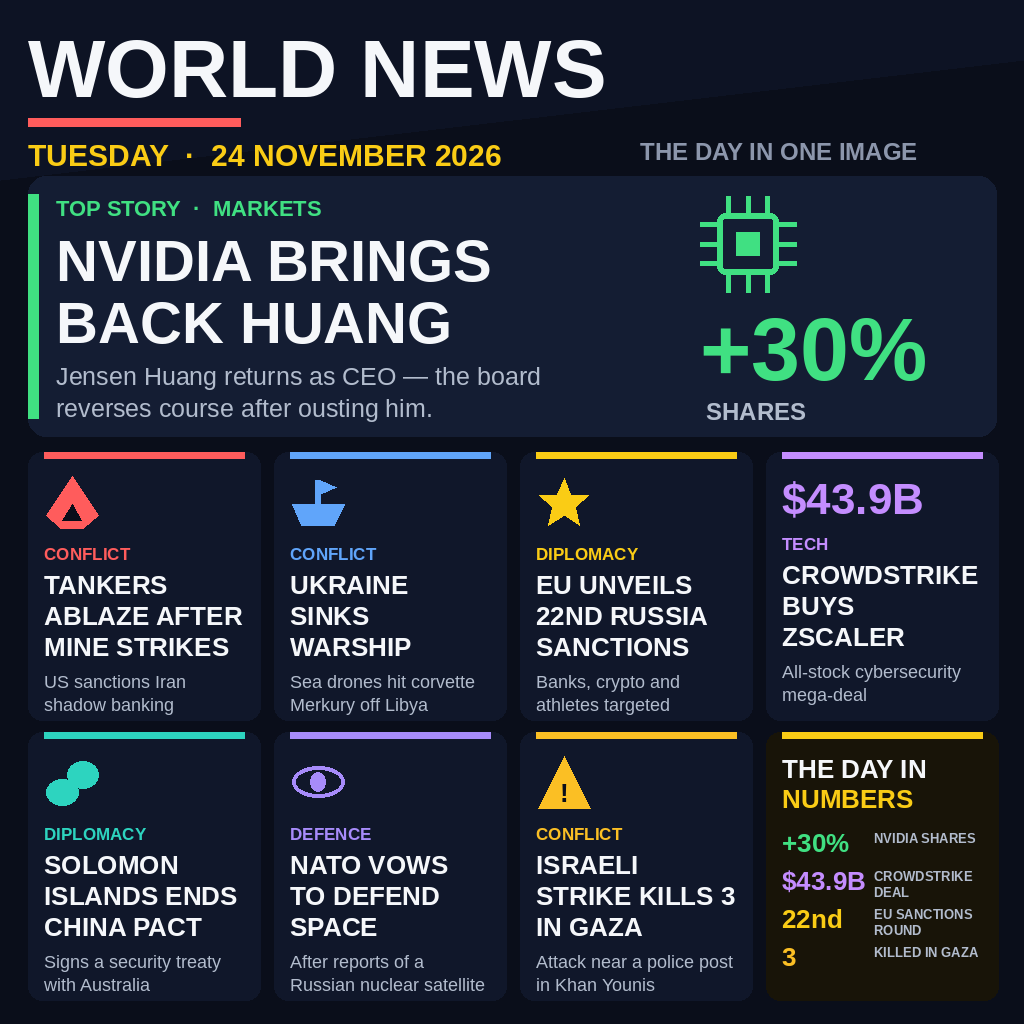 WORLD NEWS
TUESDAY · 24 NOVEMBER 2026
THE DAY IN ONE IMAGE
TOP STORY · MARKETS
NVIDIA BRINGS
BACK HUANG
Jensen Huang returns as CEO — the board
reverses course after ousting him.
+30%
SHARES
CONFLICT
TANKERS
ABLAZE AFTER
MINE STRIKES
US sanctions Iran
shadow banking
CONFLICT
UKRAINE
SINKS
WARSHIP
Sea drones hit corvette
Merkury off Libya
DIPLOMACY
EU UNVEILS
22ND RUSSIA
SANCTIONS
Banks, crypto and
athletes targeted
$43.9B
TECH
CROWDSTRIKE
BUYS
ZSCALER
All-stock cybersecurity
mega-deal
DIPLOMACY
SOLOMON
ISLANDS ENDS
CHINA PACT
Signs a security treaty
with Australia
DEFENCE
NATO VOWS
TO DEFEND
SPACE
After reports of a
Russian nuclear satellite
!
CONFLICT
ISRAELI
STRIKE KILLS 3
IN GAZA
Attack near a police post
in Khan Younis
THE DAY IN
NUMBERS
+30% NVIDIA SHARES
$43.9B CROWDSTRIKE
DEAL
22nd EU SANCTIONS
ROUND
3 KILLED IN GAZA